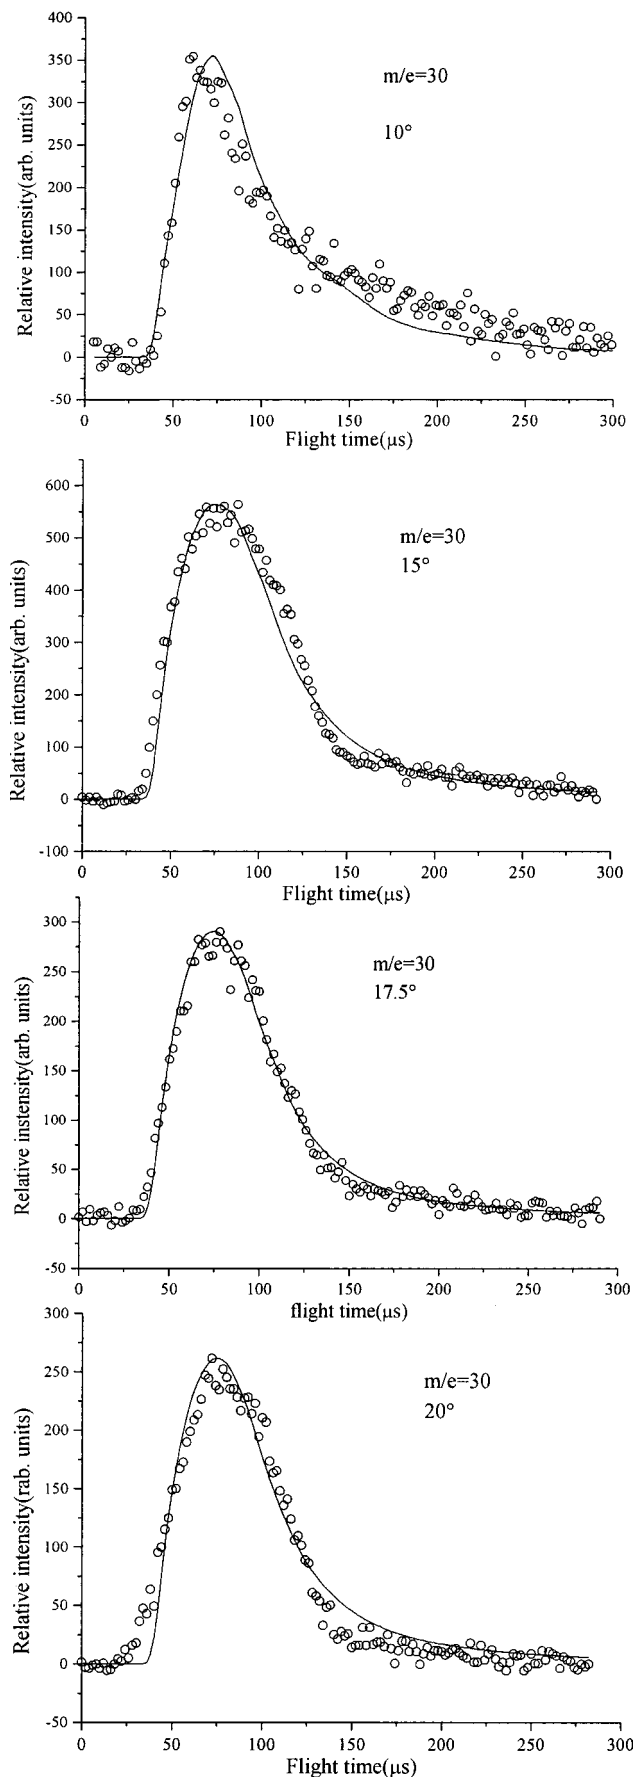 400
350
300
250
200
150
100
50
0
-50
Relative intensity(arb. units)
m/e=30
10°
0 50 100 150 200 250 300
Flight time(μs)
600
500
400
300
200
100
0
-100
Relative intensity(arb. units)
m/e=30
15°
0 50 100 150 200 250 300
Flight time(μs)
300
250
200
150
100
50
0
-50
Relative instensity(arb. units)
m/e=30
17.5°
0 50 100 150 200 250 300
flight time(μs)
300
250
200
150
100
50
0
-50
Relative intensity(rab. units)
m/e=30
20°
0 50 100 150 200 250 300
Flight time(μs)